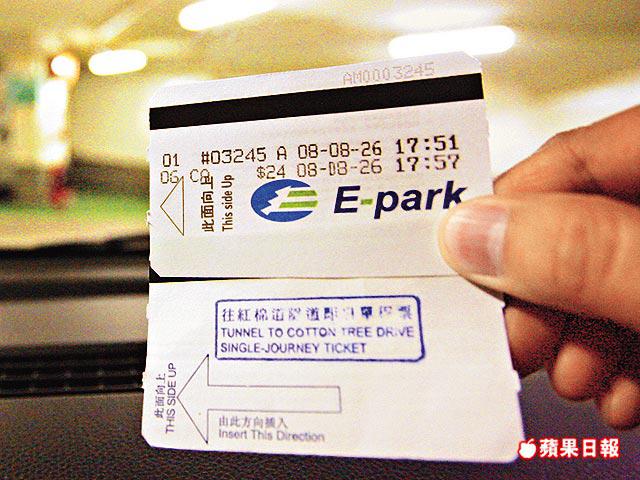 AM0003245
01 #03245 A 08-08-26 17:51
06 CA $24 08-08-26 17:57
此面向上
This side Up
E-park
往紅棉道隧道即日單程票
TUNNEL TO COTTON TREE DRIVE
SINGLE-JOURNEY TICKET
此面向上
THIS SIDE UP
由此方向插入
Insert This Direction
蘋果日報